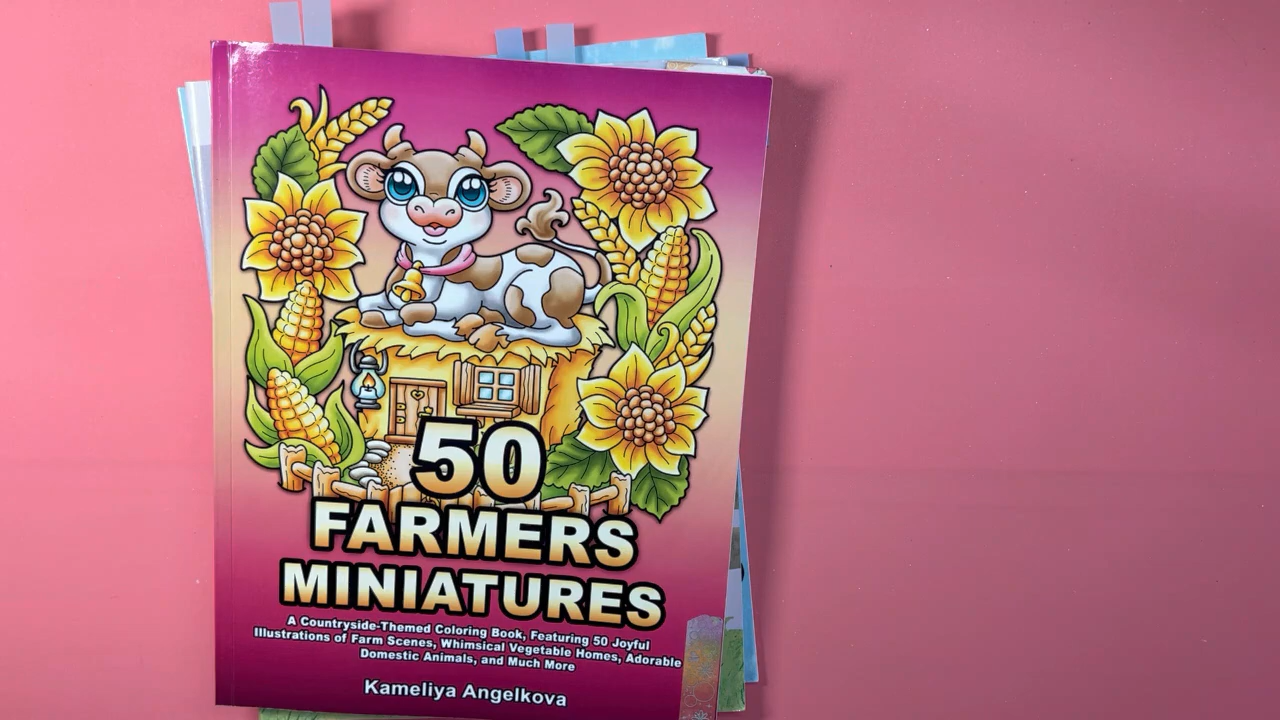 50
FARMERS
MINIATURES
A Countryside-Themed Coloring Book, Featuring 50 Joyful
Illustrations of Farm Scenes, Whimsical Vegetable Homes, Adorable
Domestic Animals, and Much More
Kameliya Angelkova